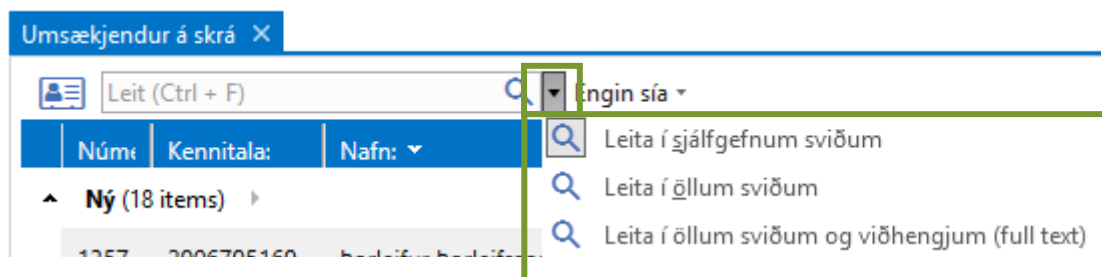 Umsækjendur á skrá ×
Leit (Ctrl + F)
Engin sía
Leita í sjálfgefnum sviðum
Núme Kennitala: Nafn:
Leita í öllum sviðum
Ný (18 items)
Leita í öllum sviðum og viðhengjum (full text)